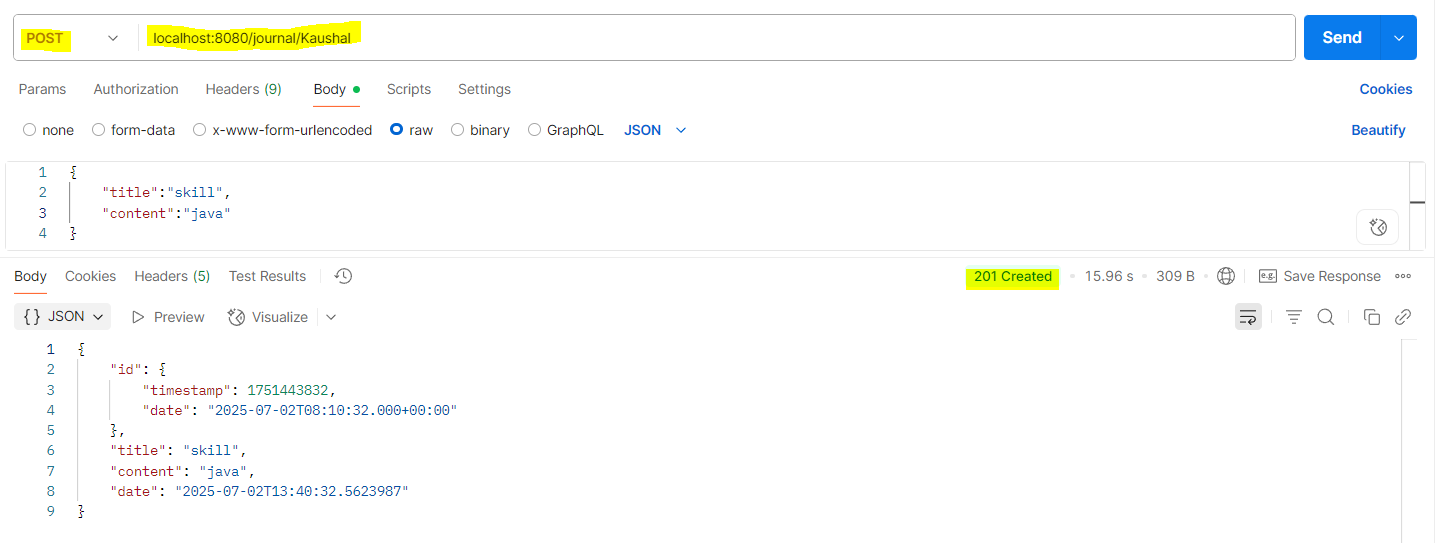 POST localhost:8080/journal/Kaushal Send
Params Authorization Headers (9) Body Scripts Settings Cookies
none form-data x-www-form-urlencoded raw binary GraphQL JSON Beautify
1 {
2 "title":"skill",
3 "content":"java"
4 }
Body Cookies Headers (5) Test Results 201 Created 15.96 s 309 B e.g. Save Response
{} JSON Preview Visualize
1 {
2 "id": {
3 "timestamp": 1751443832,
4 "date": "2025-07-02T08:10:32.000+00:00"
5 },
6 "title": "skill",
7 "content": "java",
8 "date": "2025-07-02T13:40:32.5623987"
9 }